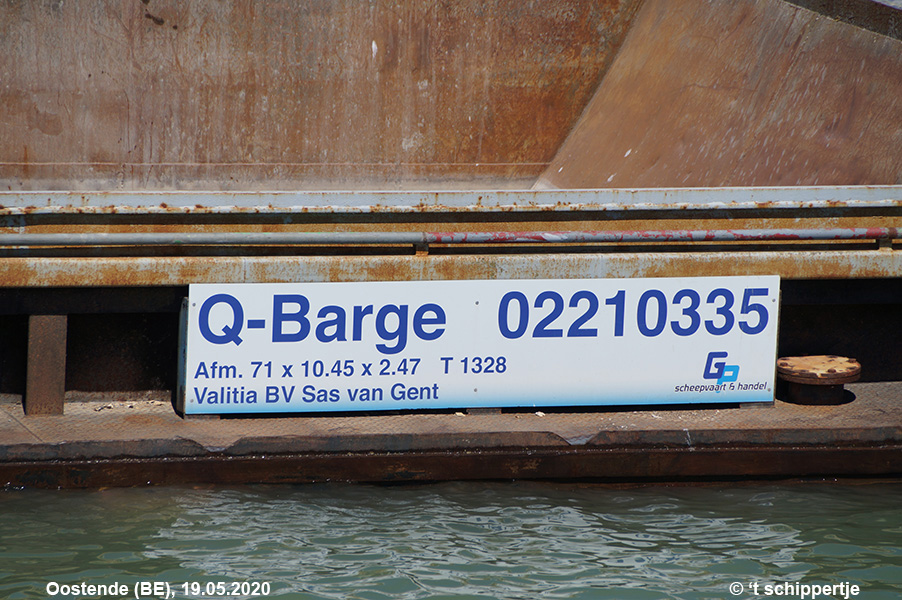 Q-Barge 02210335
Afm. 71 x 10.45 x 2.47 T 1328
Valitia BV Sas van Gent
GP
scheepvaart & handel
Oostende (BE), 19.05.2020
© ‘t schippertje